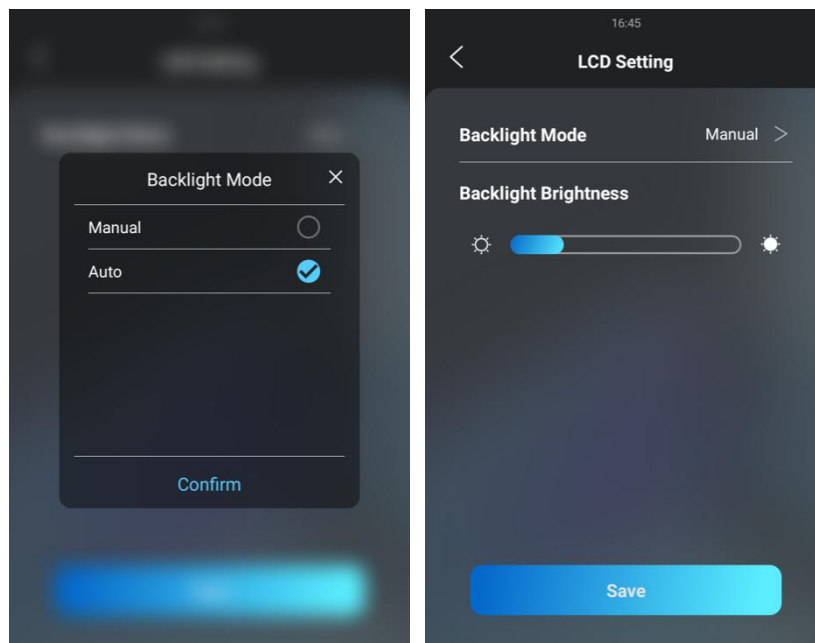 Backlight Mode
Manual
Auto
Confirm
16:45
LCD Setting
Backlight Mode Manual
Backlight Brightness
Save